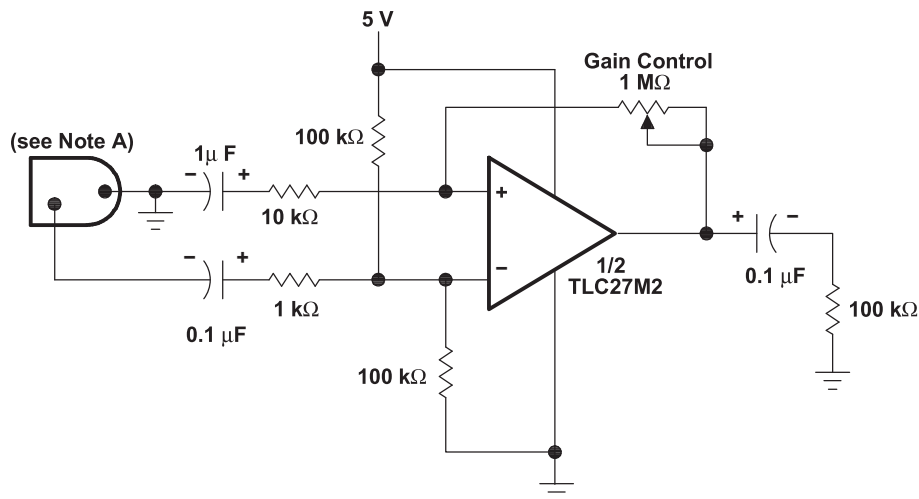 5 V
Gain Control
1 MΩ
(see Note A)
100 kΩ
1μ F
− +
10 kΩ
+
− +
1 kΩ
0.1 μF
−
1/2
TLC27M2
+ −
0.1 μF
100 kΩ
100 kΩ